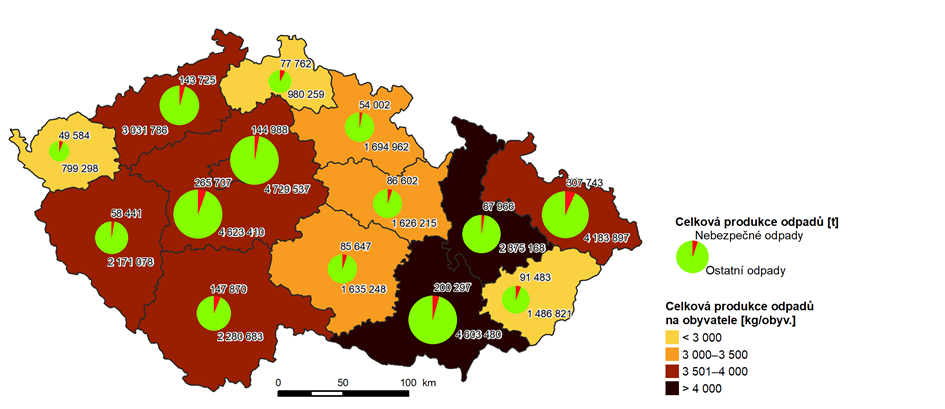 77 762
143 725
980 259
54 002
3 031 786
144 988
49 584
1 694 962
799 298
4 729 537
86 602
307 743
265 707
67 966
58 441
1 626 215
4 623 410
4 183 897
2 171 078
85 647
2 875 168
91 483
147 870
1 635 248
200 297
1 486 821
2 280 683
4 603 480
0 50 100 km
Celková produkce odpadů [t]
Nebezpečné odpady
Ostatní odpady
Celková produkce odpadů
na obyvatele [kg/obyv.]
< 3 000
3 000–3 500
3 501–4 000
> 4 000